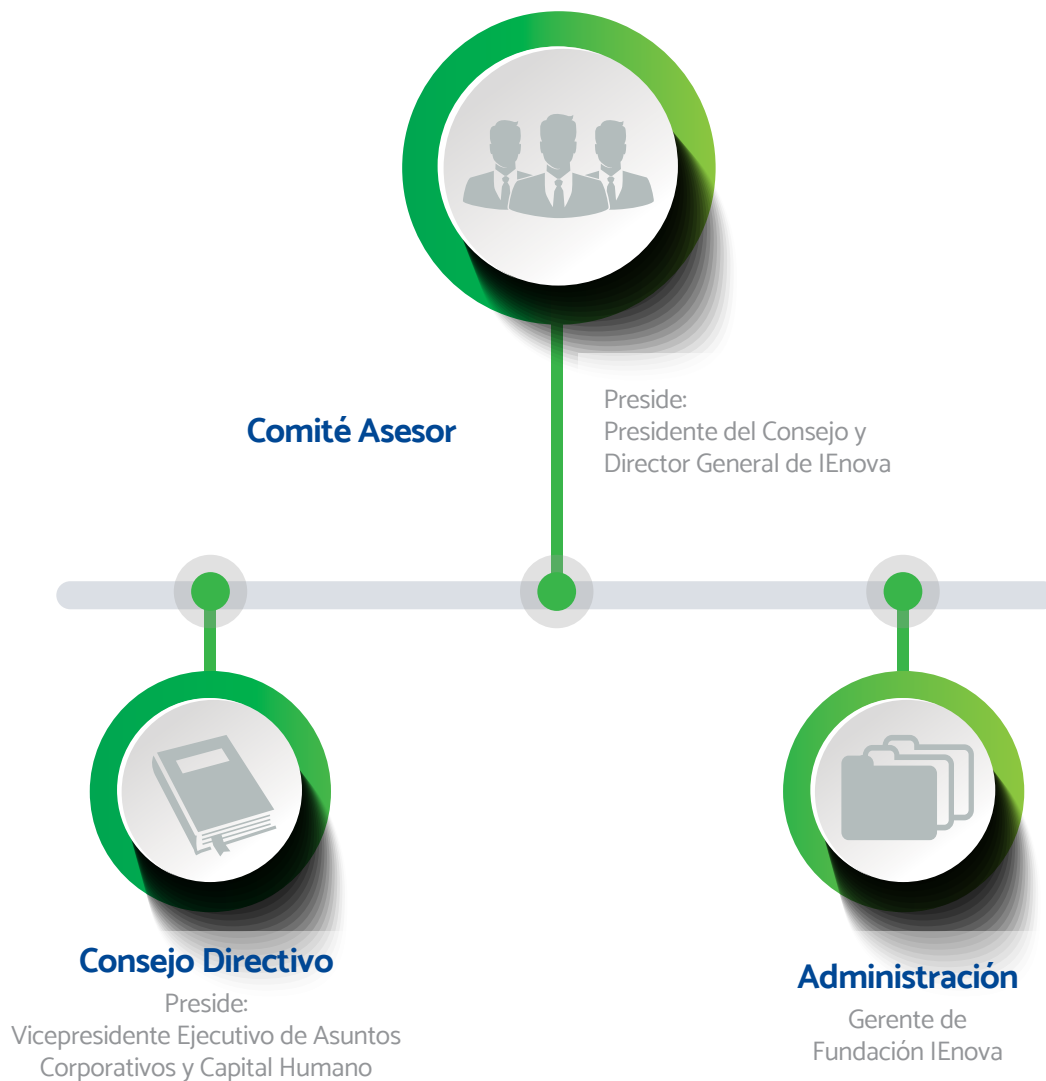 Comité Asesor
Preside:
Presidente del Consejo y
Director General de IEnova
Consejo Directivo
Preside:
Vicepresidente Ejecutivo de Asuntos
Corporativos y Capital Humano
Administración
Gerente de
Fundación IEnova